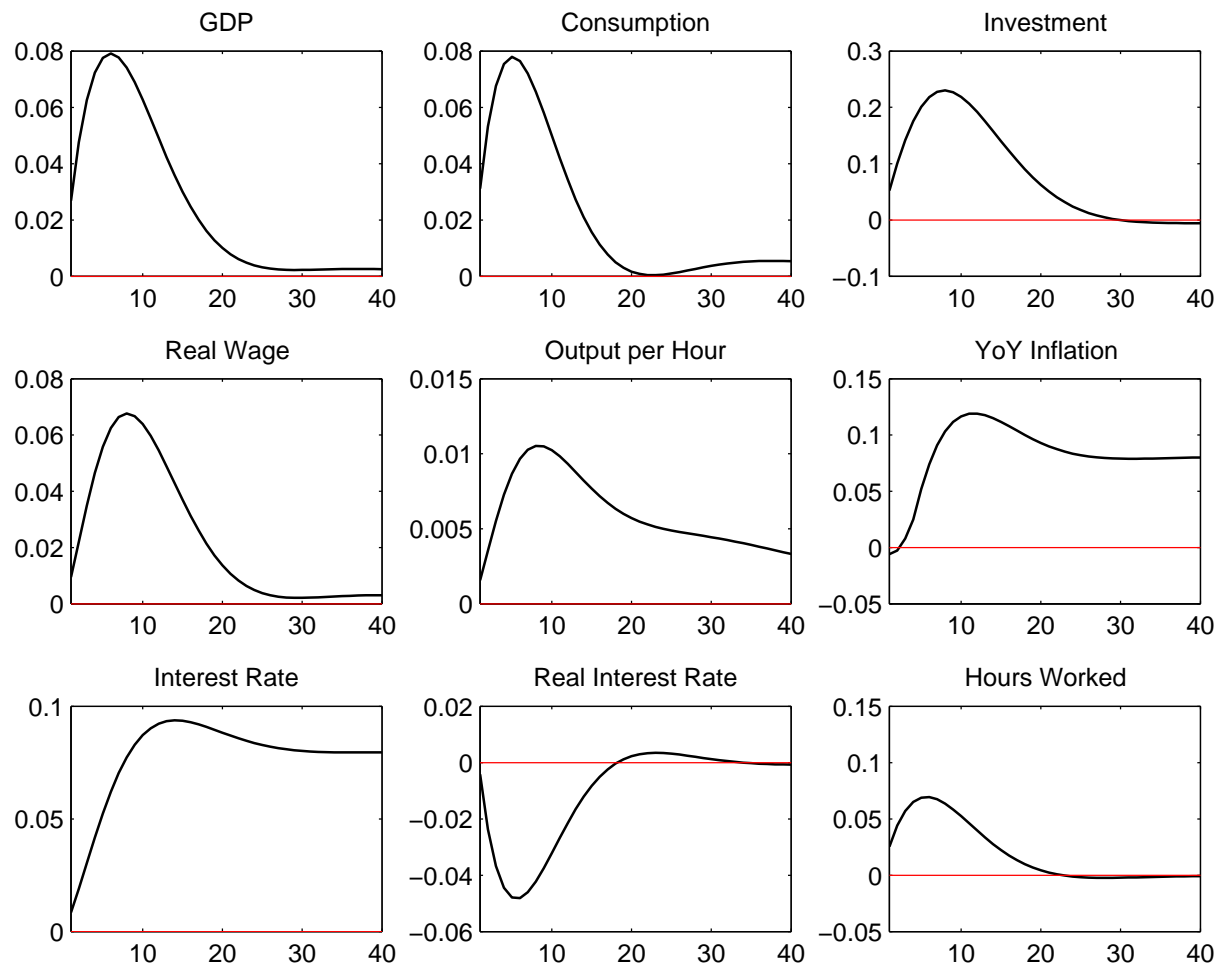 GDP
0.08
0.06
0.04
0.02
0
10 20 30 40
Consumption
0.08
0.06
0.04
0.02
0
10 20 30 40
Investment
0.3
0.2
0.1
0
−0.1
10 20 30 40
Real Wage
0.08
0.06
0.04
0.02
0
10 20 30 40
Output per Hour
0.015
0.01
0.005
0
10 20 30 40
YoY Inflation
0.15
0.1
0.05
0
−0.05
10 20 30 40
Interest Rate
0.1
0.05
0
10 20 30 40
Real Interest Rate
0.02
0
−0.02
−0.04
−0.06
10 20 30 40
Hours Worked
0.15
0.1
0.05
0
−0.05
10 20 30 40